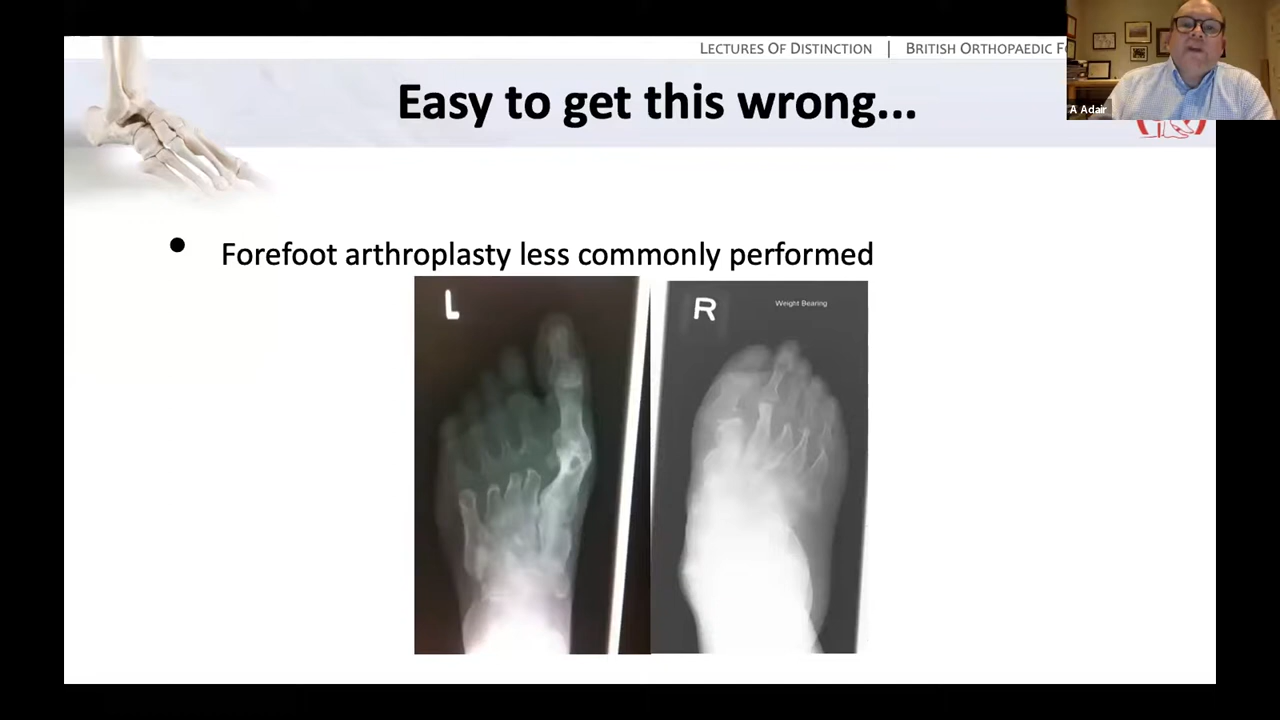 LECTURES OF DISTINCTION | BRITISH ORTHOPAEDIC
A Adair
Easy to get this wrong...
• Forefoot arthroplasty less commonly performed
L
R
Weight Bearing